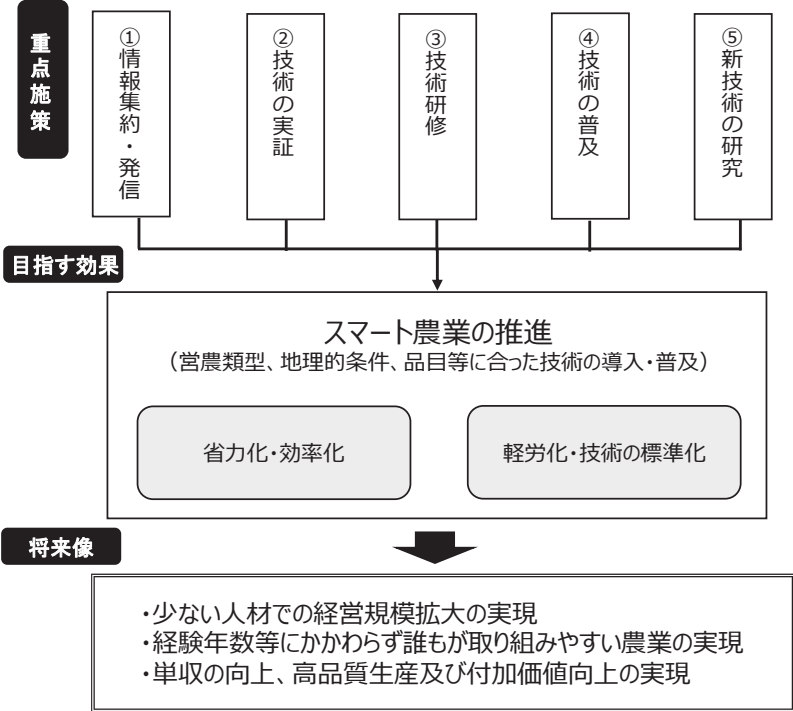 重点施策
①情報集約・発信
②技術の実証
③技術研修
④技術の普及
⑤新技術の研究
目指す効果
スマート農業の推進
（営農類型、地理的条件、品目等に合った技術の導入・普及）
省力化・効率化
軽労化・技術の標準化
将来像
・少ない人材での経営規模拡大の実現
・経験年数等にかかわらず誰もが取り組みやすい農業の実現
・単収の向上、高品質生産及び付加価値向上の実現